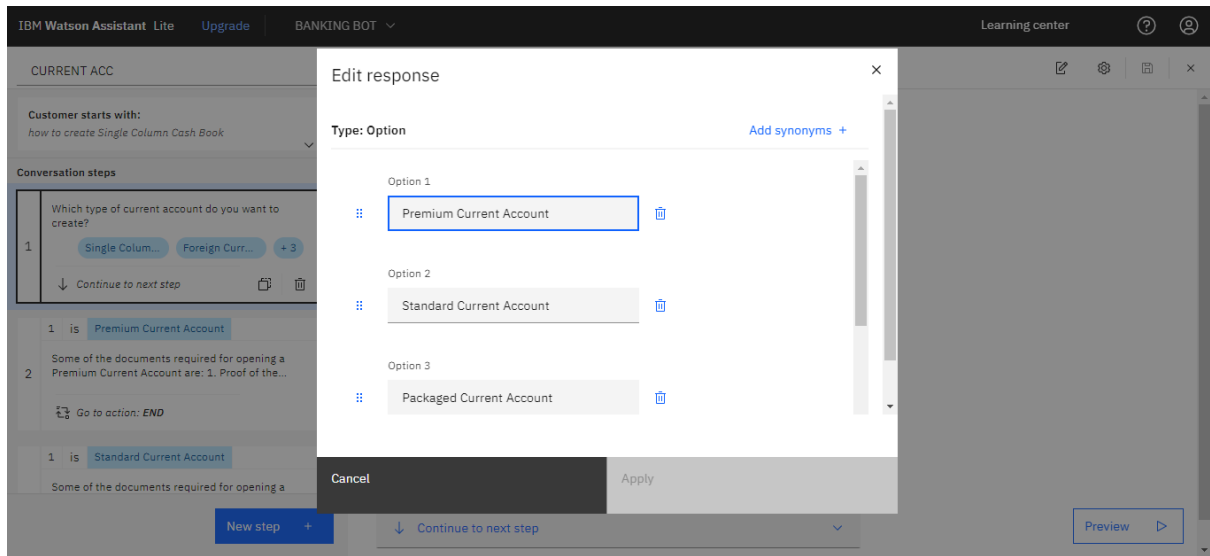 IBM Watson Assistant Lite Upgrade BANKING BOT Learning center
CURRENT ACC
Customer starts with:
how to create Single Column Cash Book
Conversation steps
1
Which type of current account do you want to
create?
Single Colum... Foreign Curr... + 3
Continue to next step
1 is Premium Current Account
2
Some of the documents required for opening a
Premium Current Account are: 1. Proof of the...
Go to action: END
1 is Standard Current Account
Some of the documents required for opening a
New step +
Edit response
Type: Option
Add synonyms +
Option 1
Premium Current Account
Option 2
Standard Current Account
Option 3
Packaged Current Account
Cancel
Apply
Continue to next step
Preview